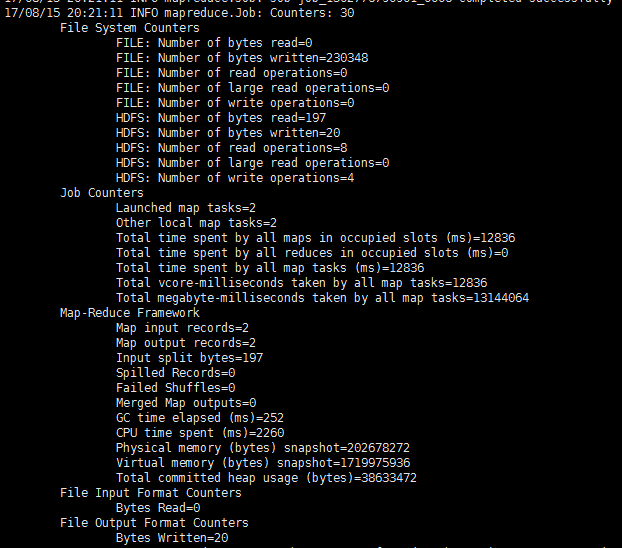 17/08/15 20:21:11 INFO mapreduce.Job: Counters: 30
File System Counters
FILE: Number of bytes read=0
FILE: Number of bytes written=230348
FILE: Number of read operations=0
FILE: Number of large read operations=0
FILE: Number of write operations=0
HDFS: Number of bytes read=197
HDFS: Number of bytes written=20
HDFS: Number of read operations=8
HDFS: Number of large read operations=0
HDFS: Number of write operations=4
Job Counters
Launched map tasks=2
Other local map tasks=2
Total time spent by all maps in occupied slots (ms)=12836
Total time spent by all reduces in occupied slots (ms)=0
Total time spent by all map tasks (ms)=12836
Total vcore-milliseconds taken by all map tasks=12836
Total megabyte-milliseconds taken by all map tasks=13144064
Map-Reduce Framework
Map input records=2
Map output records=2
Input split bytes=197
Spilled Records=0
Failed Shuffles=0
Merged Map outputs=0
GC time elapsed (ms)=252
CPU time spent (ms)=2260
Physical memory (bytes) snapshot=202678272
Virtual memory (bytes) snapshot=1719975936
Total committed heap usage (bytes)=38633472
File Input Format Counters
Bytes Read=0
File Output Format Counters
Bytes Written=20